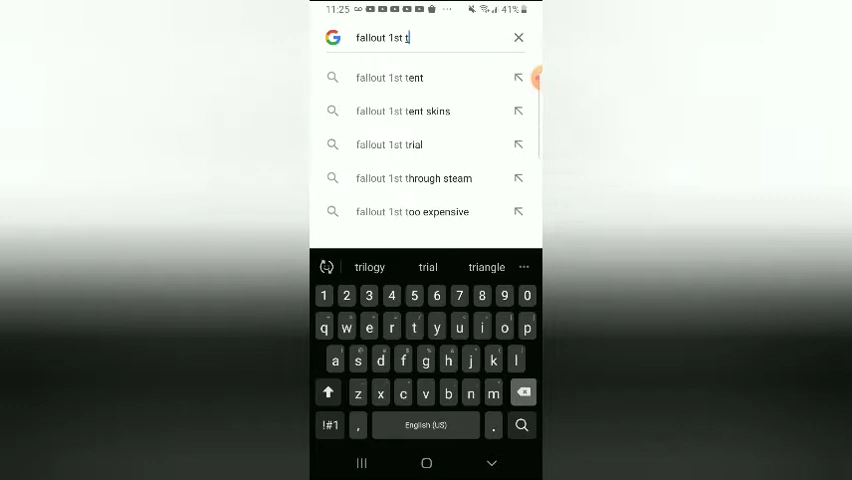 11:25 41%
fallout 1st t
fallout 1st tent
fallout 1st tent skins
fallout 1st trial
fallout 1st through steam
fallout 1st too expensive
trilogy trial triangle ...
1 2 3 4 5 6 7 8 9 0
q w e r t y u i o p
a s d f g h j k l
z x c v b n m
!#1 , English (US) .